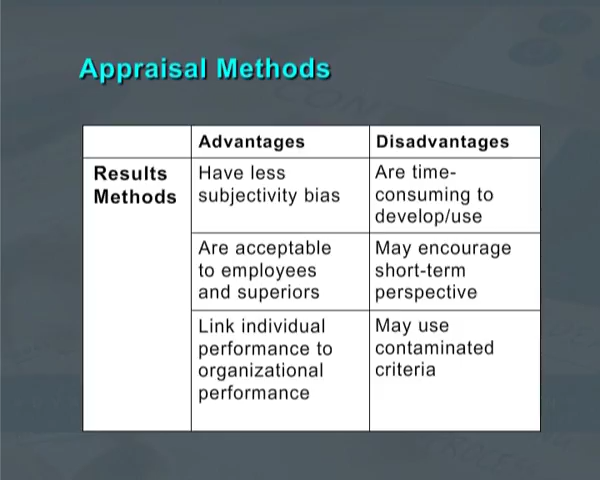 Appraisal Methods
Advantages
Disadvantages
Results
Methods
Have less
subjectivity bias
Are time-
consuming to
develop/use
Are acceptable
to employees
and superiors
May encourage
short-term
perspective
Link individual
performance to
organizational
performance
May use
contaminated
criteria